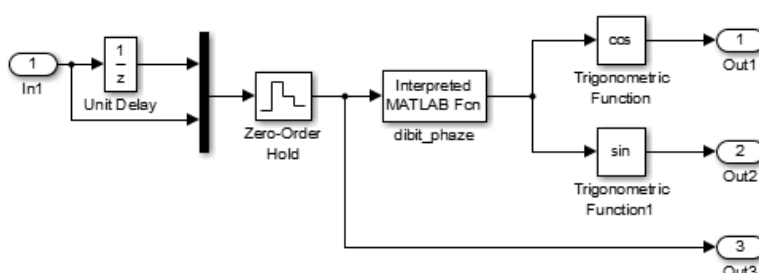 1
In1
1
z
Unit Delay
Zero-Order
Hold
Interpreted
MATLAB Fcn
dibit_phaze
cos
Trigonometric
Function
sin
Trigonometric
Function1
1
Out1
2
Out2
3
Out3